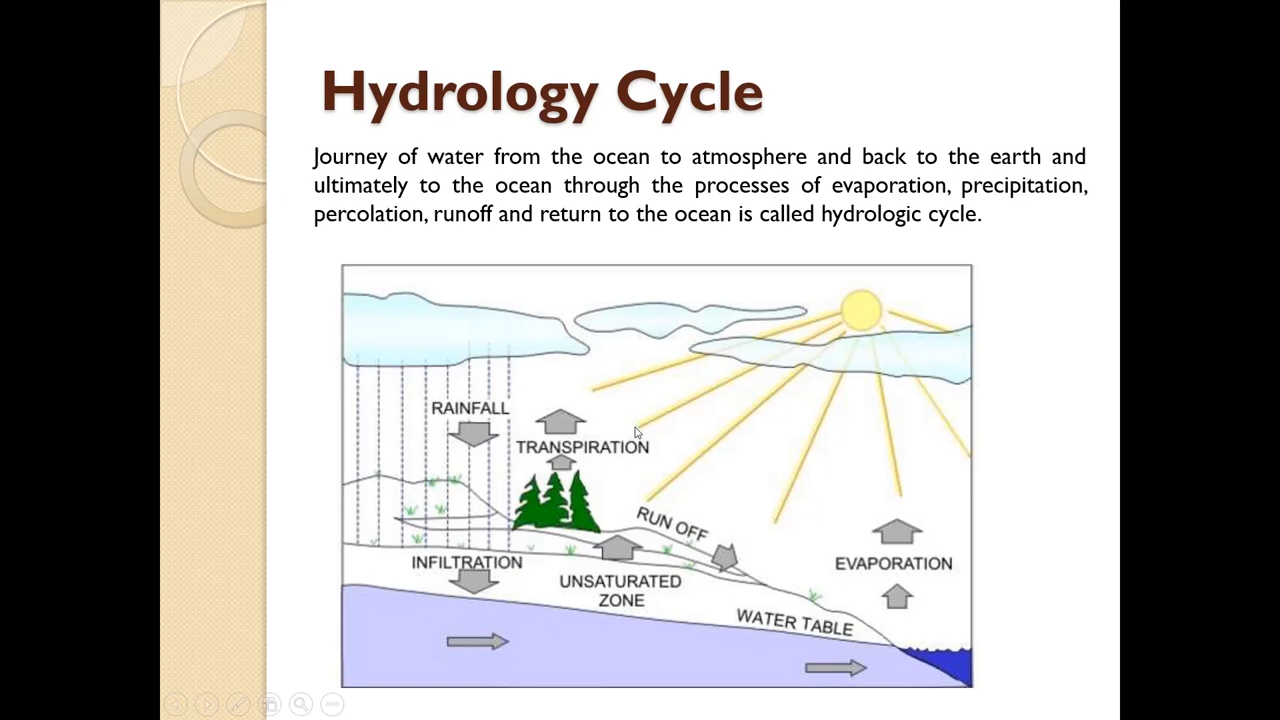 Hydrology Cycle
Journey of water from the ocean to atmosphere and back to the earth and
ultimately to the ocean through the processes of evaporation, precipitation,
percolation, runoff and return to the ocean is called hydrologic cycle.
RAINFALL
TRANSPIRATION
RUN OFF
INFILTRATION
EVAPORATION
UNSATURATED
ZONE
WATER TABLE